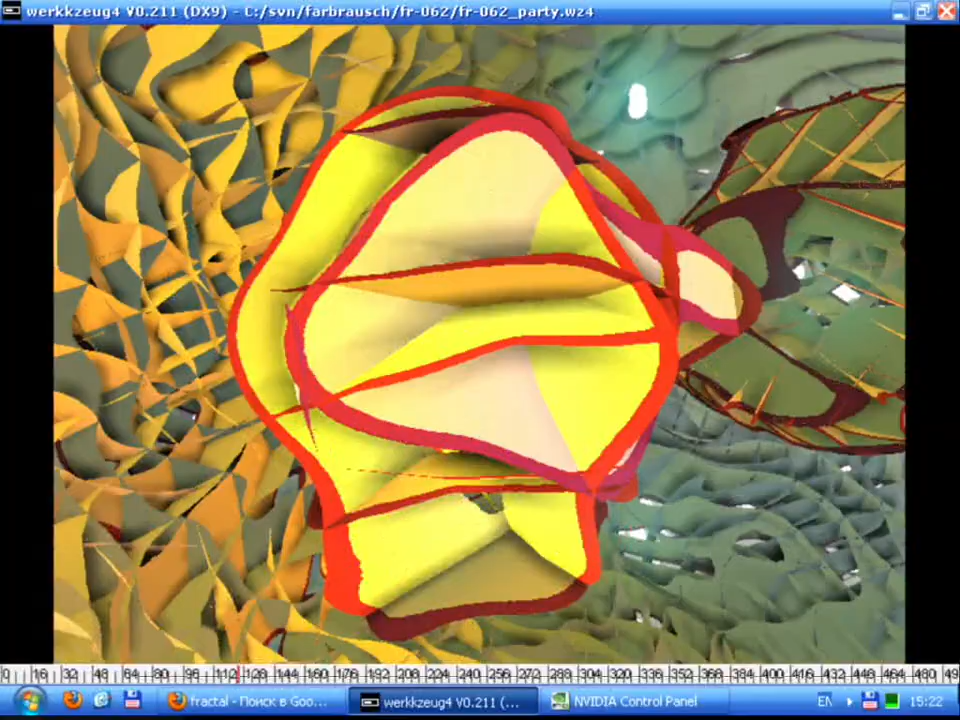 werkkzeug4 V0.211 (DX9) - C:/svn/farbrausch/fr-062/fr-062_party.wz4
0 16 32 48 64 80 96 112 128 144 160 176 192 208 224 240 256 272 288 304 320 336 352 368 384 400 416 432 448 464 480 49
fractal - Поиск в Goo... werkkzeug4 V0.211 (... NVIDIA Control Panel EN 15:22